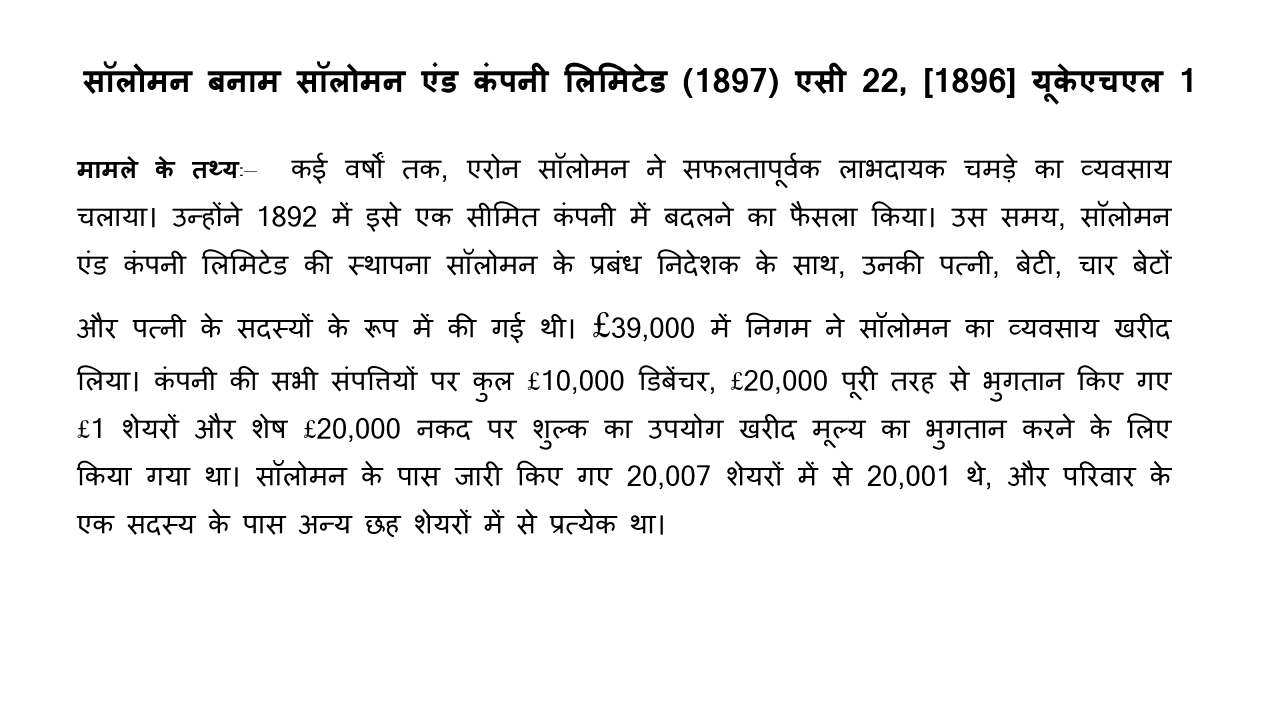 सॉलोमन बनाम सॉलोमन एंड कंपनी लिमिटेड (1897) एसी 22, [1896] यूकेएचएल 1
मामले के तथ्यः– कई वर्षों तक, एरोन सॉलोमन ने सफलतापूर्वक लाभदायक चमड़े का व्यवसाय
चलाया। उन्होंने 1892 में इसे एक सीमित कंपनी में बदलने का फैसला किया। उस समय, सॉलोमन
एंड कंपनी लिमिटेड की स्थापना सॉलोमन के प्रबंध निदेशक के साथ, उनकी पत्नी, बेटी, चार बेटों
और पत्नी के सदस्यों के रूप में की गई थी। £39,000 में निगम ने सॉलोमन का व्यवसाय खरीद
लिया। कंपनी की सभी संपत्तियों पर कुल £10,000 डिबेंचर, £20,000 पूरी तरह से भुगतान किए गए
£1 शेयरों और शेष £20,000 नकद पर शुल्क का उपयोग खरीद मूल्य का भुगतान करने के लिए
किया गया था। सॉलोमन के पास जारी किए गए 20,007 शेयरों में से 20,001 थे, और परिवार के
एक सदस्य के पास अन्य छह शेयरों में से प्रत्येक था।